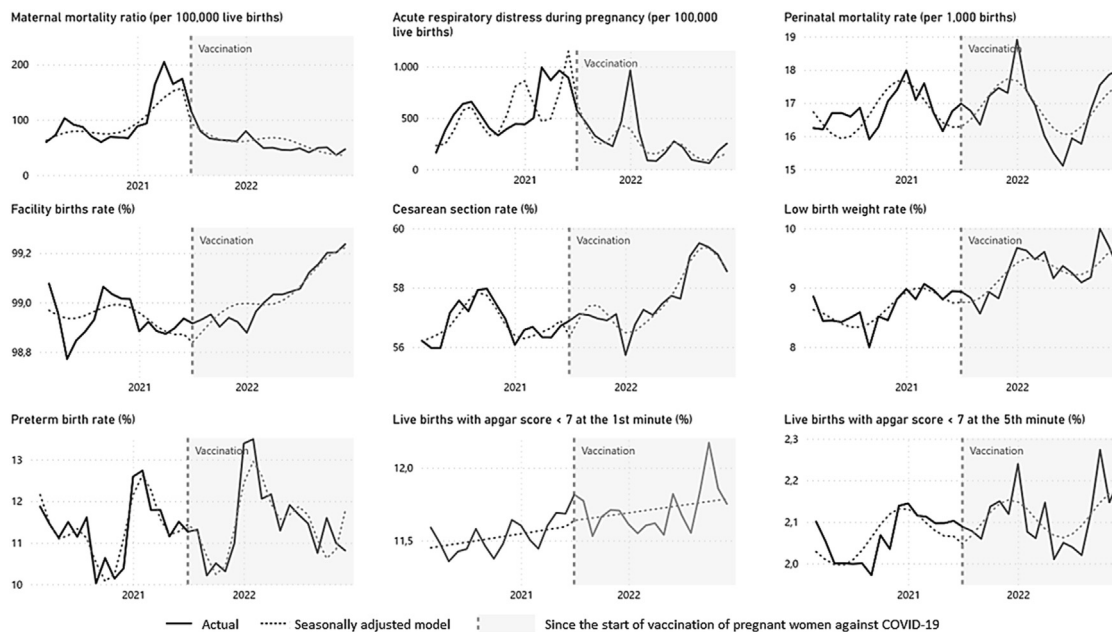 Maternal mortality ratio (per 100,000 live births)
Vaccination
200
100
0
2021
2022
Acute respiratory distress during pregnancy (per 100,000
live births)
Vaccination
1.000
500
0
2021
2022
Perinatal mortality rate (per 1,000 births)
Vaccination
19
18
17
16
15
2021
2022
Facility births rate (%)
Vaccination
99,2
99,0
98,8
2021
2022
Cesarean section rate (%)
Vaccination
60
58
56
2021
2022
Low birth weight rate (%)
Vaccination
10
9
8
2021
2022
Preterm birth rate (%)
Vaccination
13
12
11
10
2021
2022
Live births with apgar score < 7 at the 1st minute (%)
Vaccination
12,0
11,5
2021
2022
Live births with apgar score < 7 at the 5th minute (%)
Vaccination
2,3
2,2
2,1
2,0
2021
2022
Actual
Seasonally adjusted model
Since the start of vaccination of pregnant women against COVID-19